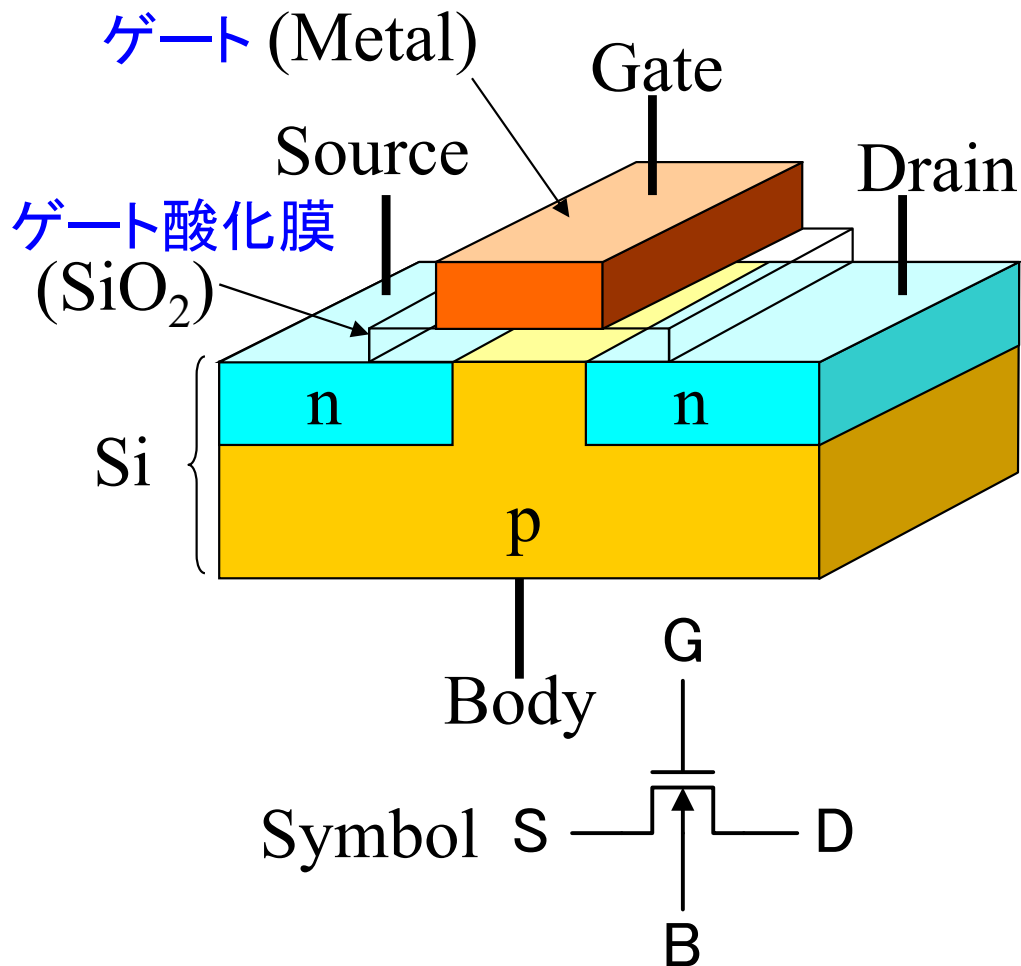 ゲート (Metal)
Gate
Source
Drain
ゲート酸化膜
(SiO₂)
n
n
Si
p
Body
G
Symbol S D
B